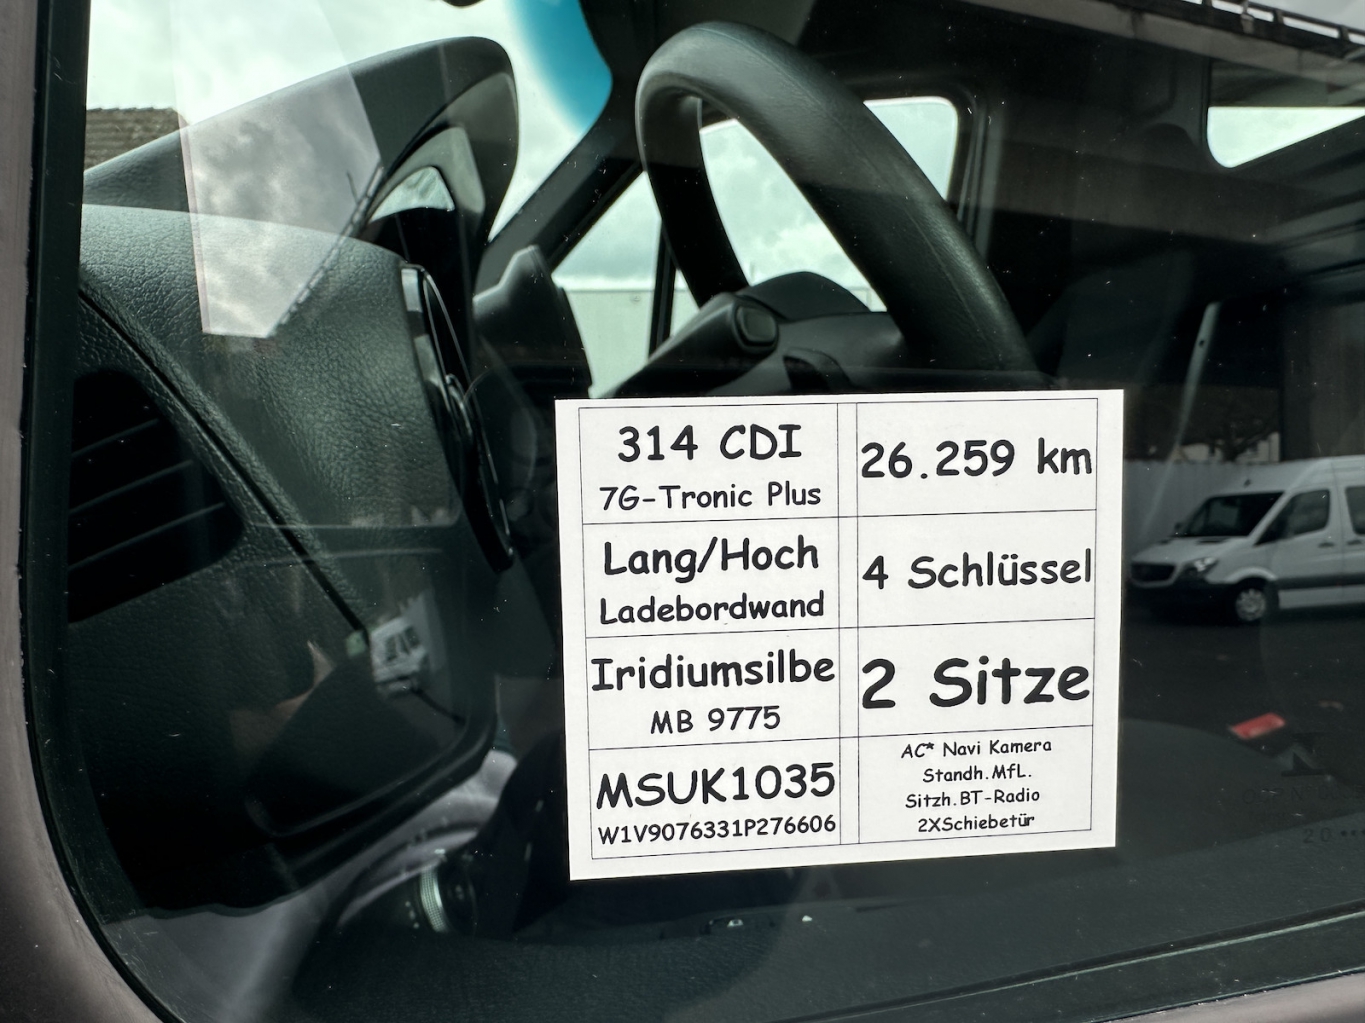 314 CDI
7G-Tronic Plus
26.259 km
Lang/Hoch
Ladebordwand
4 Schlüssel
Iridiumsilbe
MB 9775
2 Sitze
MSUK1035
W1V9076331P276606
AC* Navi Kamera
Standh.MfL.
Sitzh.BT-Radio
2XSchiebetür